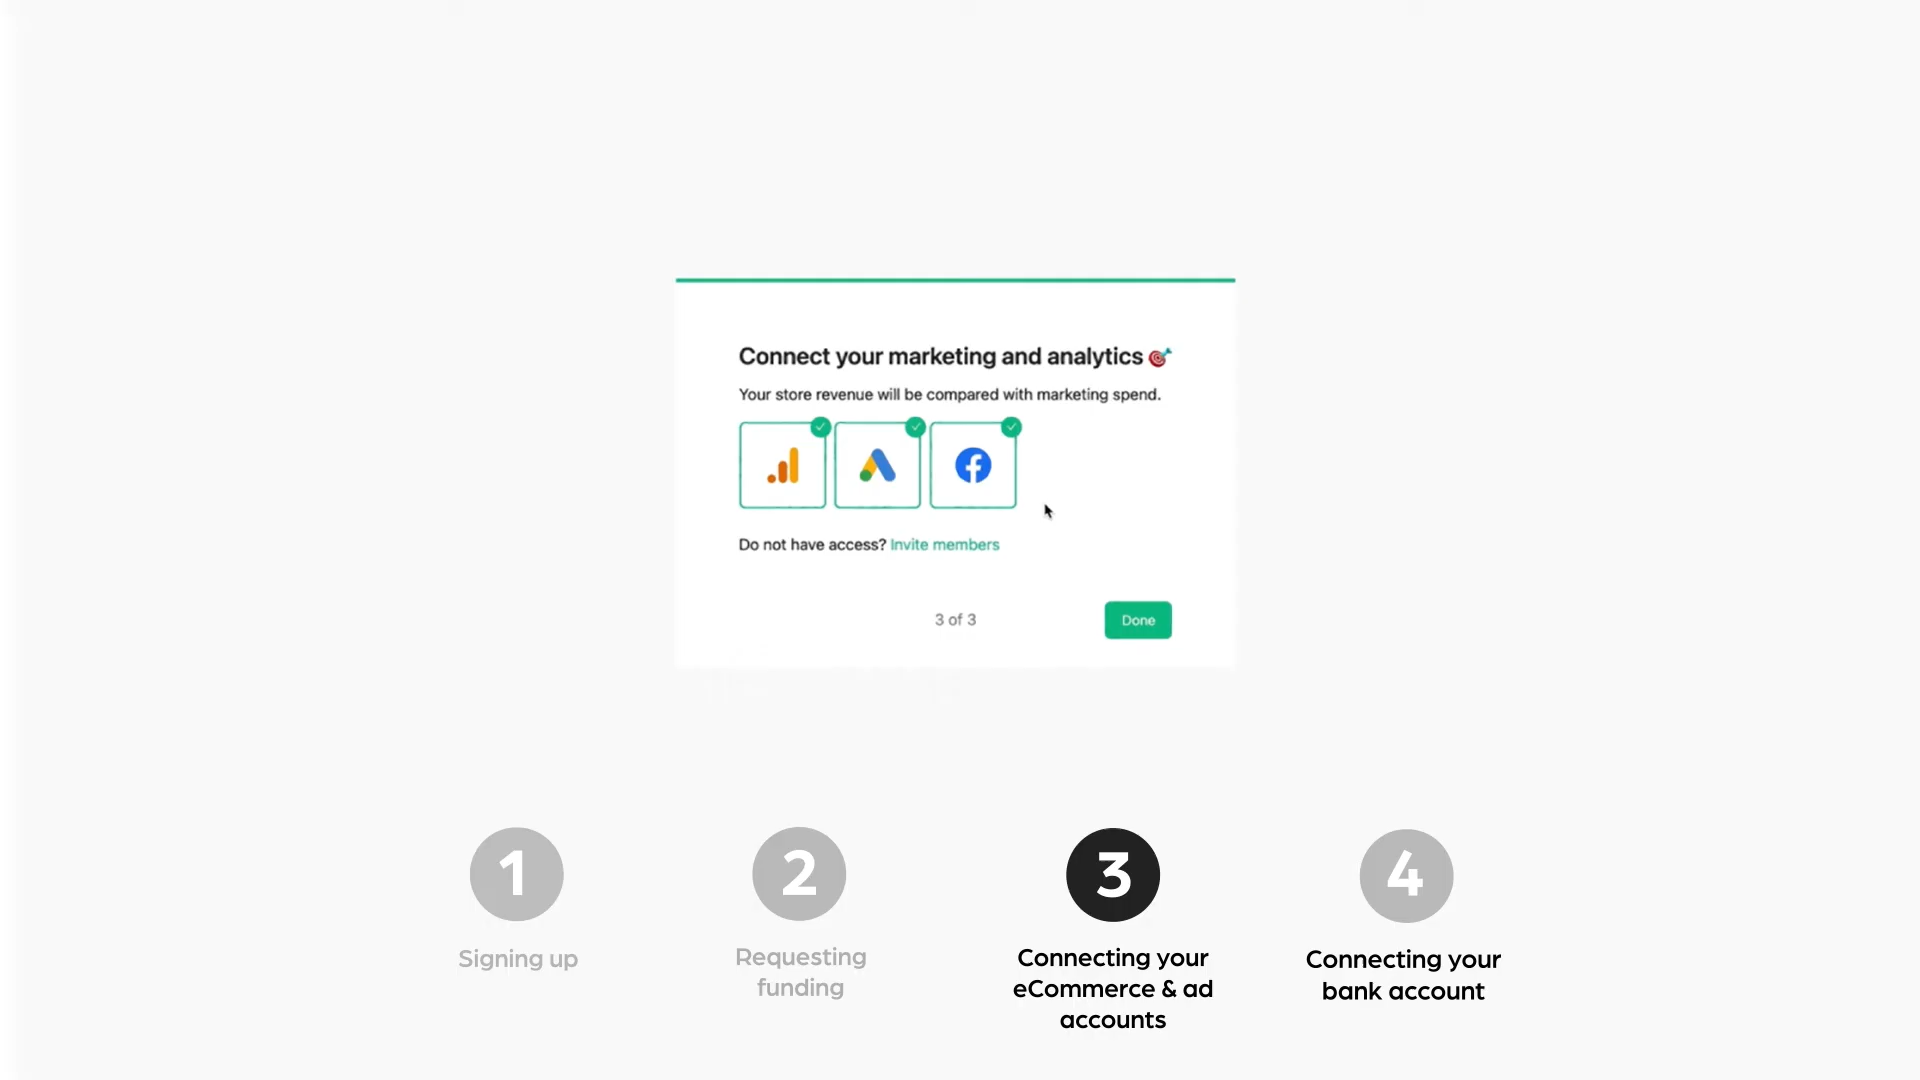 Connect your marketing and analytics
Your store revenue will be compared with marketing spend.
Do not have access? Invite members
3 of 3
Done
1
Signing up
2
Requesting
funding
3
Connecting your
eCommerce & ad
accounts
4
Connecting your
bank account